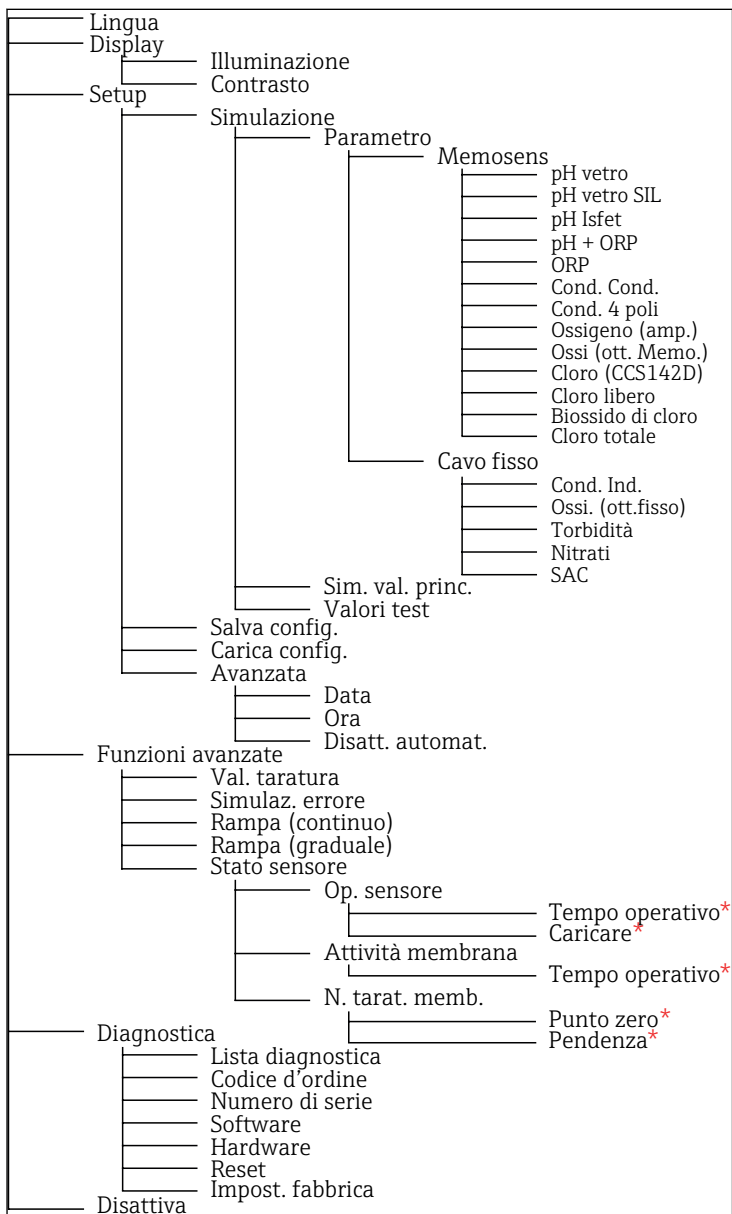 Lingua
Display
Illuminazione
Contrasto
Setup
Simulazione
Parametro
Memosens
pH vetro
pH vetro SIL
pH Isfet
pH + ORP
ORP
Cond. Cond.
Cond. 4 poli
Ossigeno (amp.)
Ossi (ott. Memo.)
Cloro (CCS142D)
Cloro libero
Biossido di cloro
Cloro totale
Cavo fisso
Cond. Ind.
Ossi. (ott.fisso)
Torbidità
Nitrati
SAC
Sim. val. princ.
Valori test
Salva config.
Carica config.
Avanzata
Data
Ora
Disatt. automat.
Funzioni avanzate
Val. taratura
Simulaz. errore
Rampa (continuo)
Rampa (graduale)
Stato sensore
Op. sensore
Tempo operativo*
Caricare*
Attività membrana
Tempo operativo*
N. tarat. memb.
Punto zero*
Pendenza*
Diagnostica
Lista diagnostica
Codice d'ordine
Numero di serie
Software
Hardware
Reset
Impost. fabbrica
Disattiva